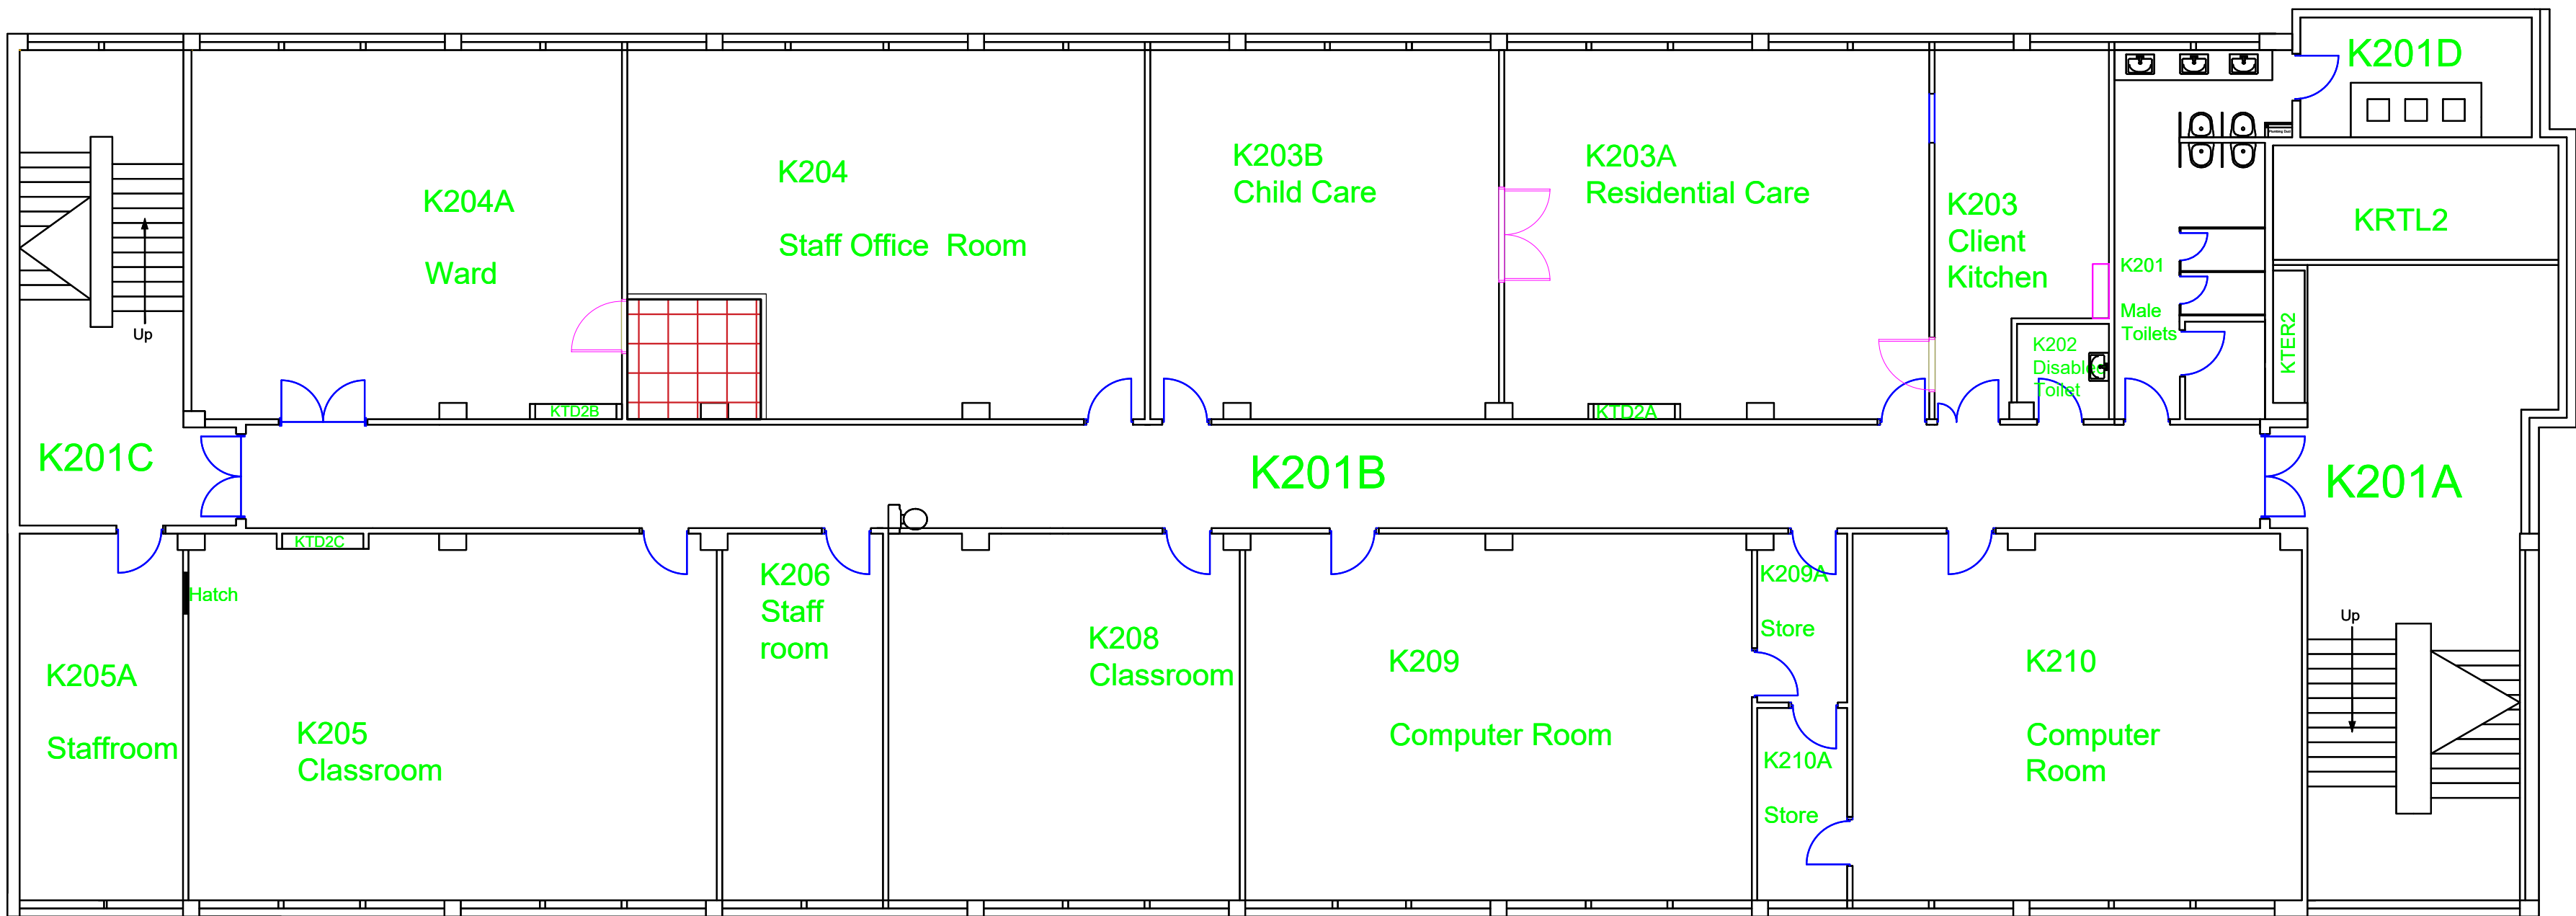 K201D
K204A
Ward
K204
Staff Office Room
K203B
Child Care
K203A
Residential Care
K203
Client
Kitchen
K201
Male
Toilets
KRTL2
KTER2
K202
Disabled
Toilet
Up
KTD2B
KTD2A
K201C
K201B
K201A
KTD2C
Hatch
K205A
Staffroom
K205
Classroom
K206
Staff
room
K208
Classroom
K209
Computer Room
K209A
Store
K210A
Store
K210
Computer
Room
Up